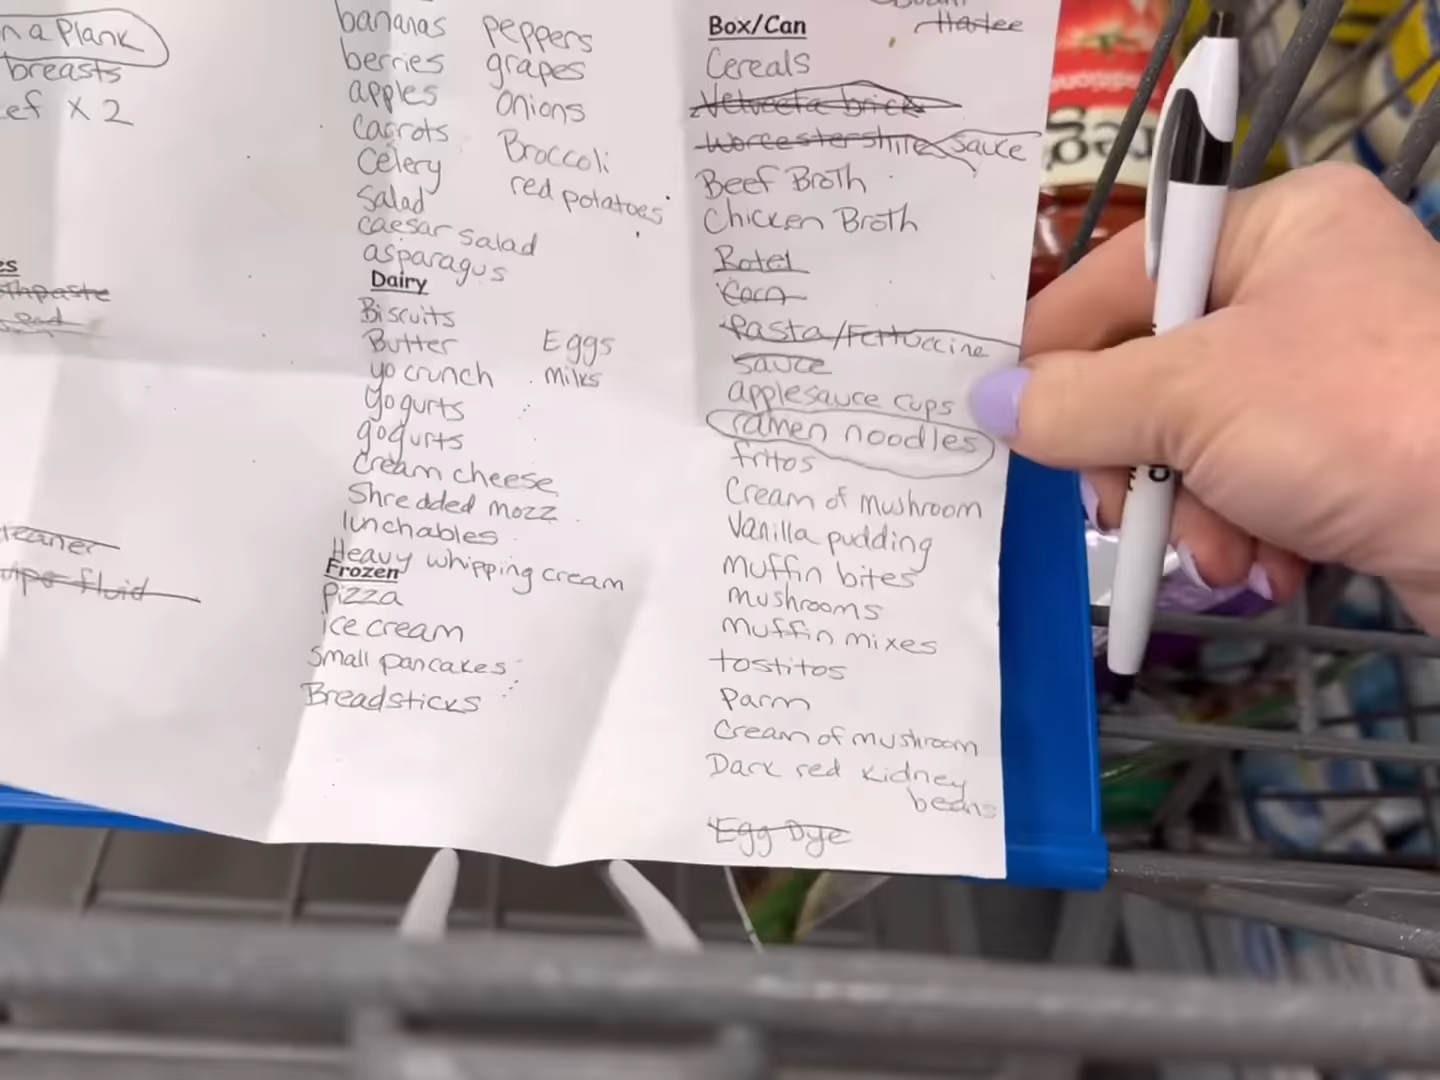 n a Plank
breasts
ef X 2
es
thpaste
fluid
bananas
berries
apples
carrots
celery
salad
caesar salad
asparagus
peppers
grapes
onions
Broccoli
red potatoes
Dairy
Biscuits
Butter
yo crunch
Yogurts
gogurts
Cream cheese
Shredded mozz
lunchables
Heavy whipping cream
Eggs
milks
Frozen
Pizza
ice cream
Small pancakes
Breadsticks
Box/Can
Cereals
Velveeta brick
Worcestershire sauce
Beef Broth
Chicken Broth
Rotel
Corn
Pasta/Fettuccine
Sauce
applesauce cups
ramen noodles
fritos
Cream of mushroom
Vanilla pudding
muffin bites
mushrooms
muffin mixes
tostitos
Parm
Cream of mushroom
Dark red kidney
beans
Egg Dye